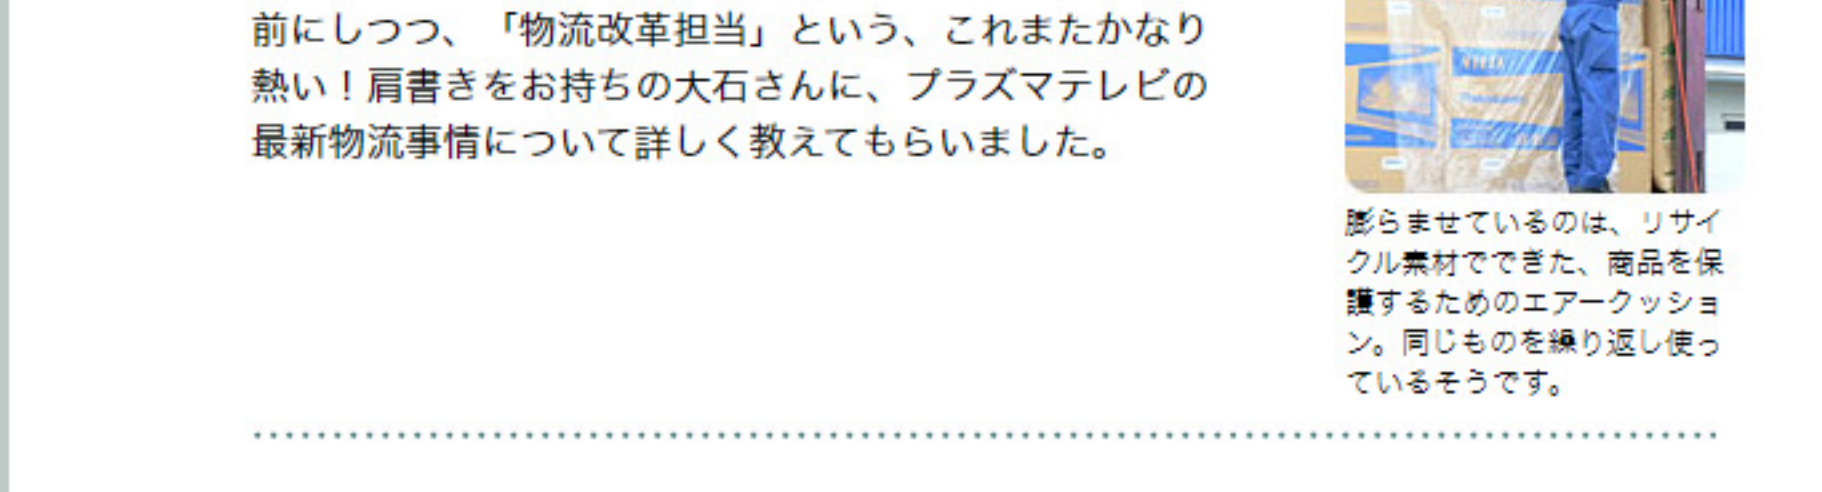 前にしつつ、「物流改革担当」という、これまたかなり
熱い！肩書きをお持ちの大石さんに、プラズマテレビの
最新物流事情について詳しく教えてもらいました。
膨らませているのは、リサイ
クル素材でできた、商品を保
護するためのエアークッショ
ン。同じものを繰り返し使っ
ているそうです。